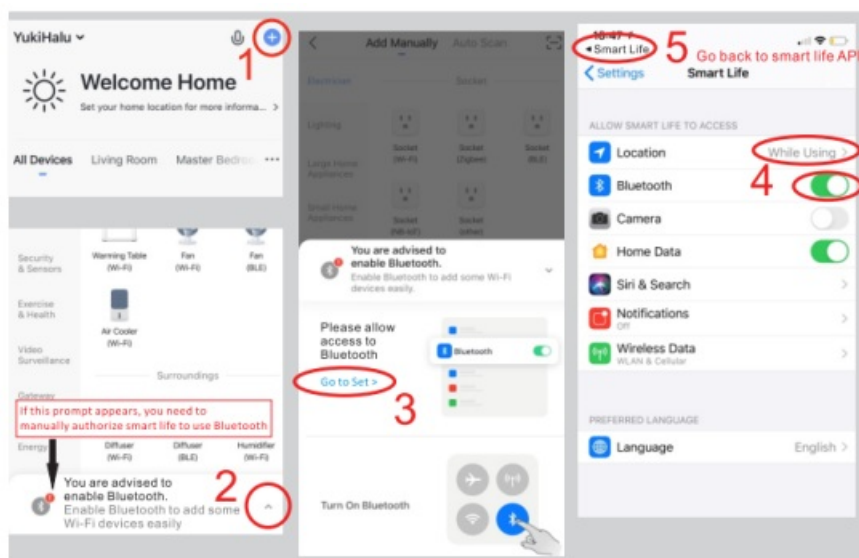 YukiHalu
1
Welcome Home
Set your home location for more informa... >
All Devices Living Room Master Bedroo ...
Security
& Sensors
Warming Table
(Wi-Fi)
Fan
(Wi-Fi)
Fan
(BLE)
Exercise
& Health
Air Cooler
(Wi-Fi)
Video
Surveillance
Surroundings
Gateway
If this prompt appears, you need to
manually authorize smart life to use Bluetooth
Energy
Diffuser
(Wi-Fi)
Diffuser
(BLE)
Humidifier
(Wi-Fi)
You are advised to
enable Bluetooth.
Enable Bluetooth to add some
Wi-Fi devices easily
2
Add Manually Auto Scan
Electrician
Socket
Lighting
Socket
(Wi-Fi)
Socket
(Zigbee)
Socket
(BLE)
Large Home
Appliances
Small Home
Appliances
Socket
(NB-IoT)
Socket
(other)
You are advised to
enable Bluetooth.
Enable Bluetooth to add some Wi-Fi
devices easily.
Please allow
access to
Bluetooth
Bluetooth
Go to Set >
3
Turn On Bluetooth
Smart Life
5
Go back to smart life AP
Settings Smart Life
ALLOW SMART LIFE TO ACCESS
Location While Using >
4
Bluetooth
Camera
Home Data
Siri & Search
Notifications
Off
Wireless Data
WLAN & Cellular
PREFERRED LANGUAGE
Language English >